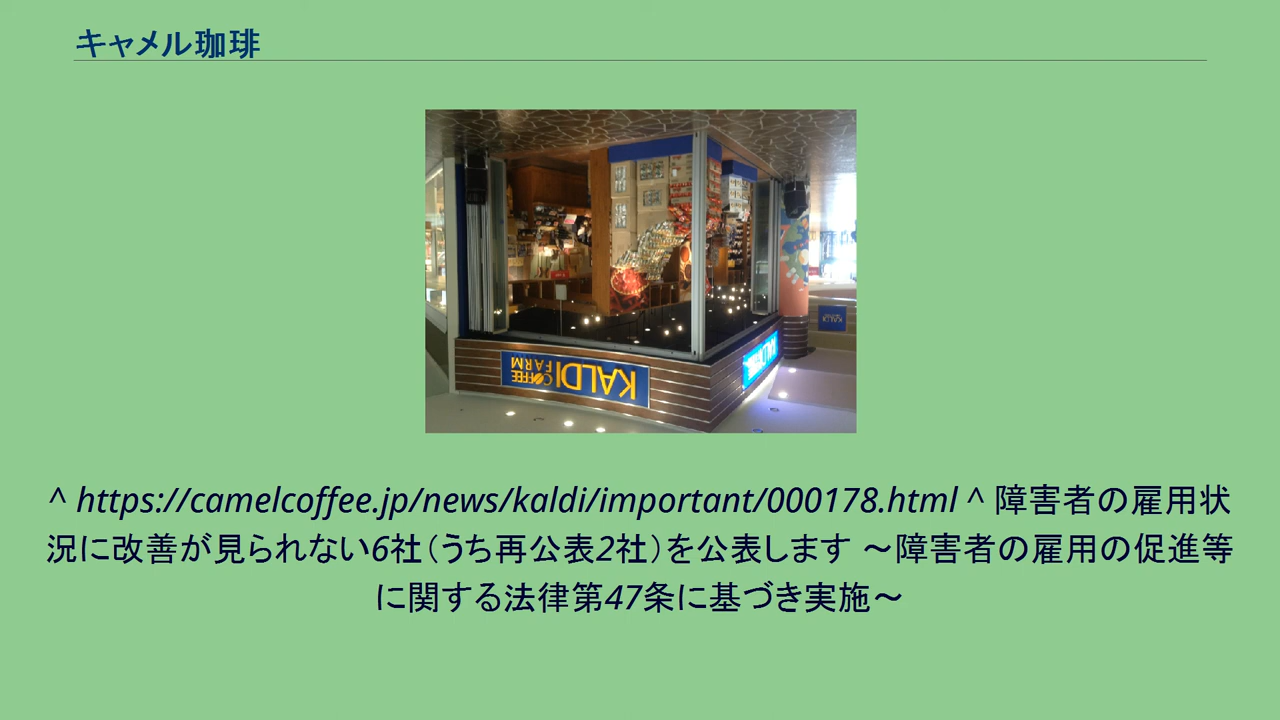 キャメル珈琲
KALDI COFFEE FARM
KALDI
KALDI
^ https://camelcoffee.jp/news/kaldi/important/000178.html ^ 障害者の雇用状
況に改善が見られない6社（うち再公表2社）を公表します 〜障害者の雇用の促進等
に関する法律第47条に基づき実施〜